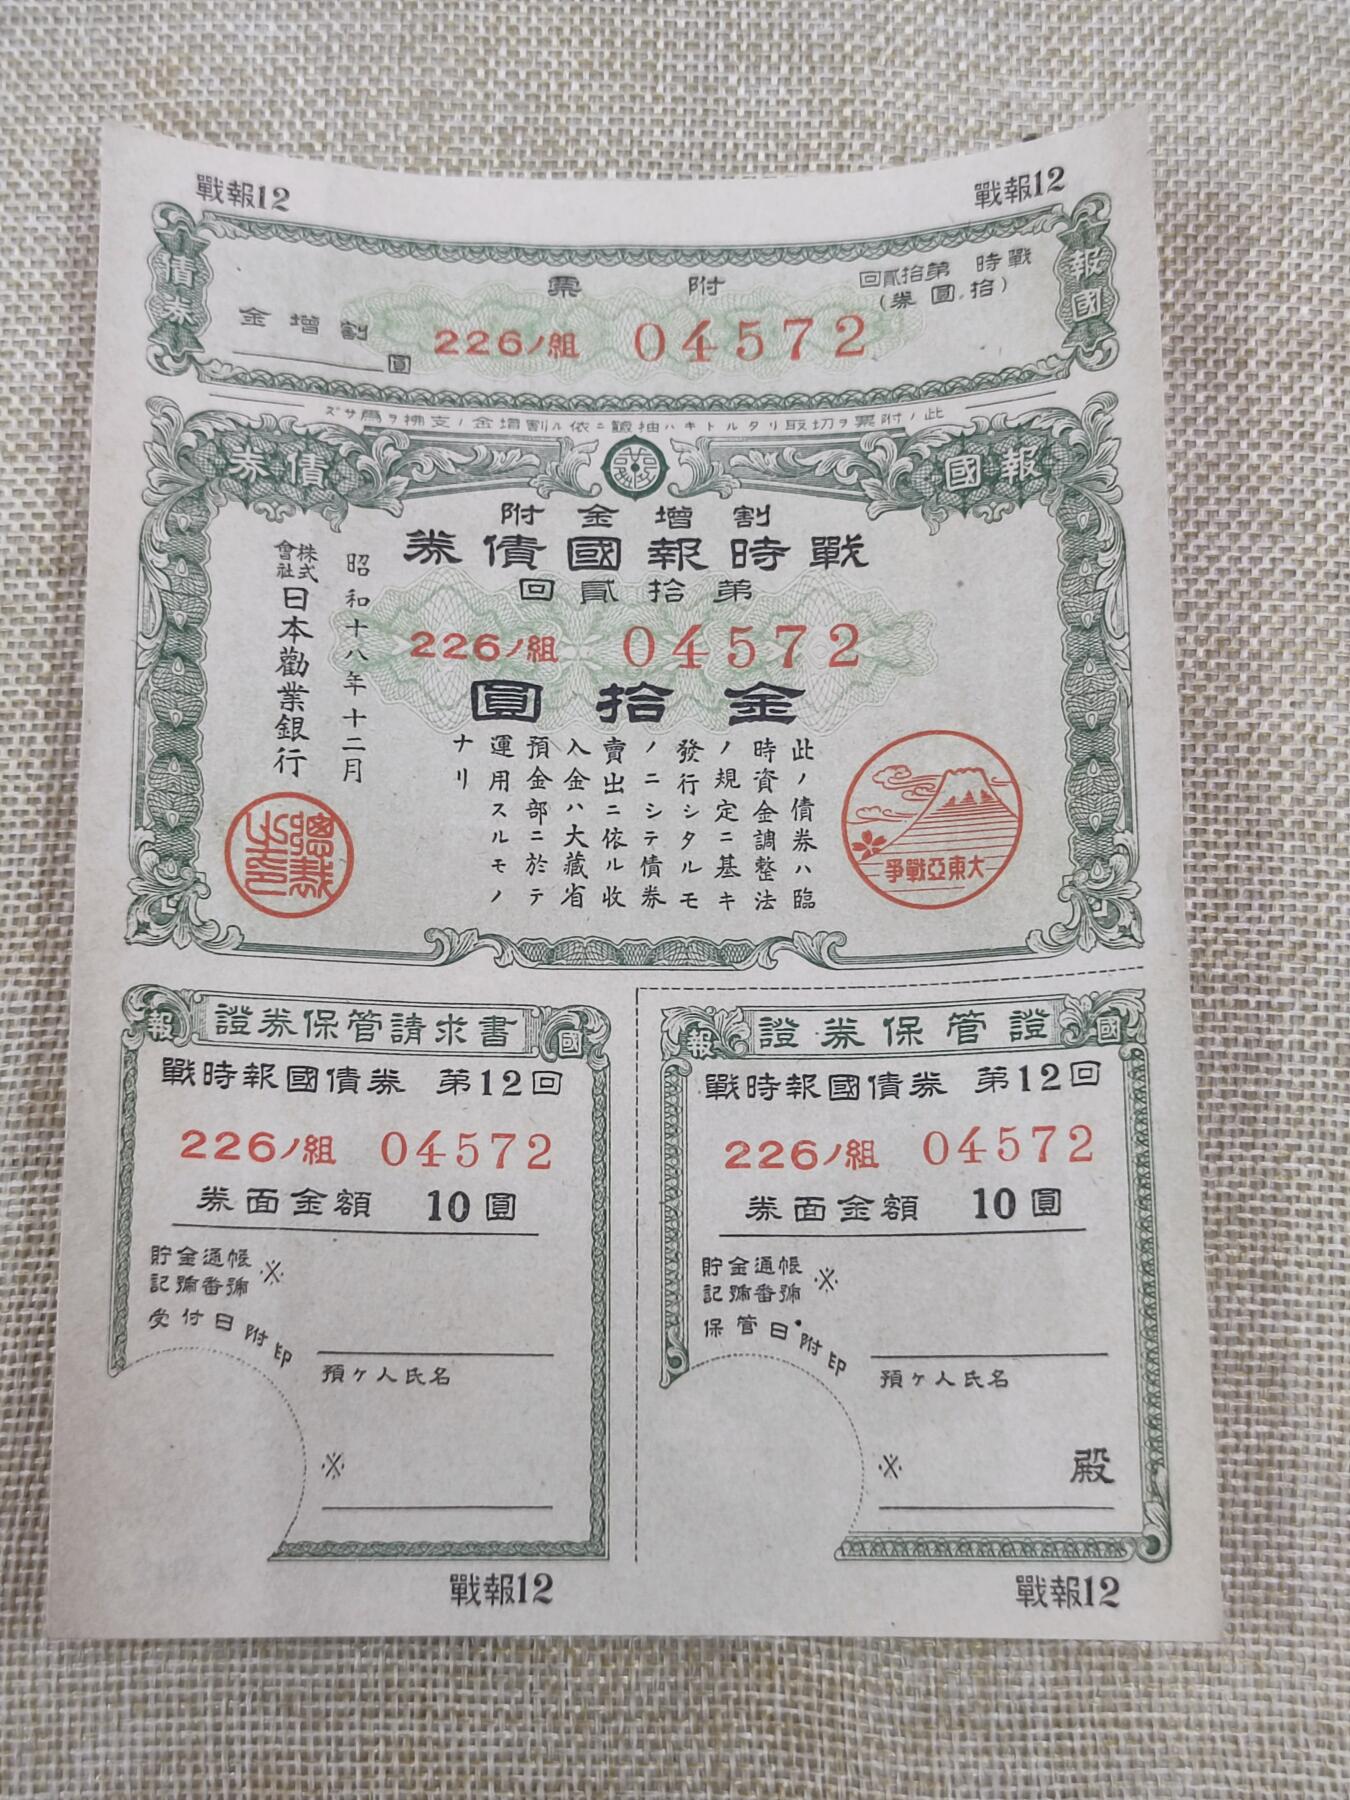 戰報12
戰報12
報國
債券
戰時 第拾貳回
(拾圓券)
附票
226ノ組 04572
割增金
圓
此ノ附票ヲ切取リタルトキハ抽籤ニ依ル割增金ノ支拂ヲ爲サズ
報國
債券
割增金附
戰時報國債券
第拾貳回
226ノ組 04572
金拾圓
此ノ債券ハ臨
時資金調整法
ノ規定ニ基キ
發行シタルモ
ノニシテ債券
賣出ニ依ル收
入金ハ大藏省
預金部ニ於テ
運用スルモノ
ナリ
昭和十八年十二月
株式會社
日本勸業銀行
總裁之印
大東亞戰爭
報
國
證券保管請求書
戰時報國債券 第12回
226ノ組 04572
券面金額 10圓
貯金通帳
記號番號
※
受付日附印
預ケ人氏名
※
戰報12
報
國
證券保管證
戰時報國債券 第12回
226ノ組 04572
券面金額 10圓
貯金通帳
記號番號
※
保管日附印
預ケ人氏名
※
殿
戰報12